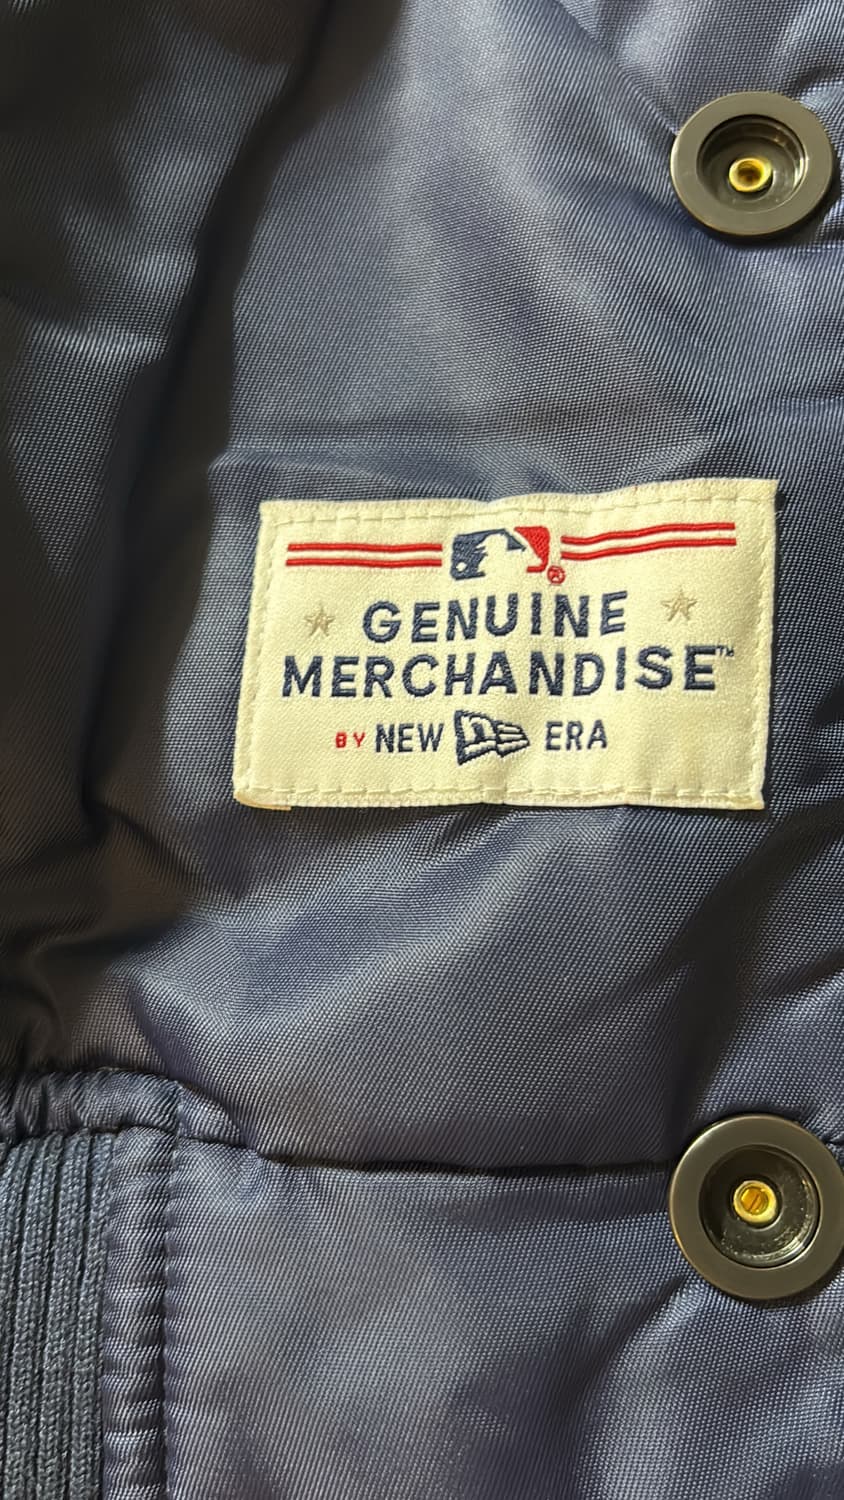 GENUINE
MERCHANDISE™
BY NEW ERA